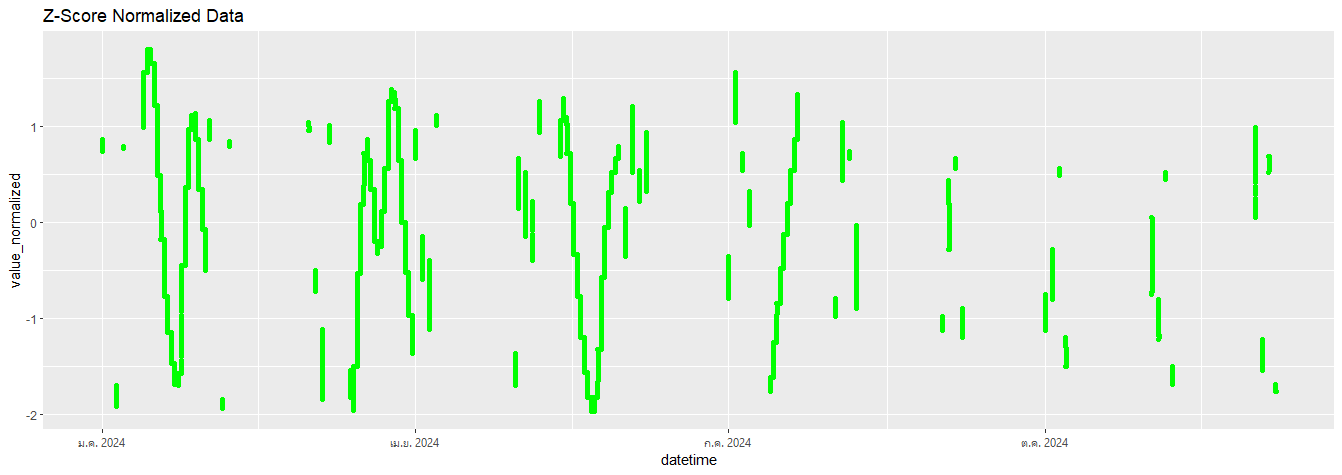 Z-Score Normalized Data
value_normalized
1
0
-1
-2
ม.ค. 2024
เม.ย. 2024
ก.ค. 2024
ต.ค. 2024
datetime